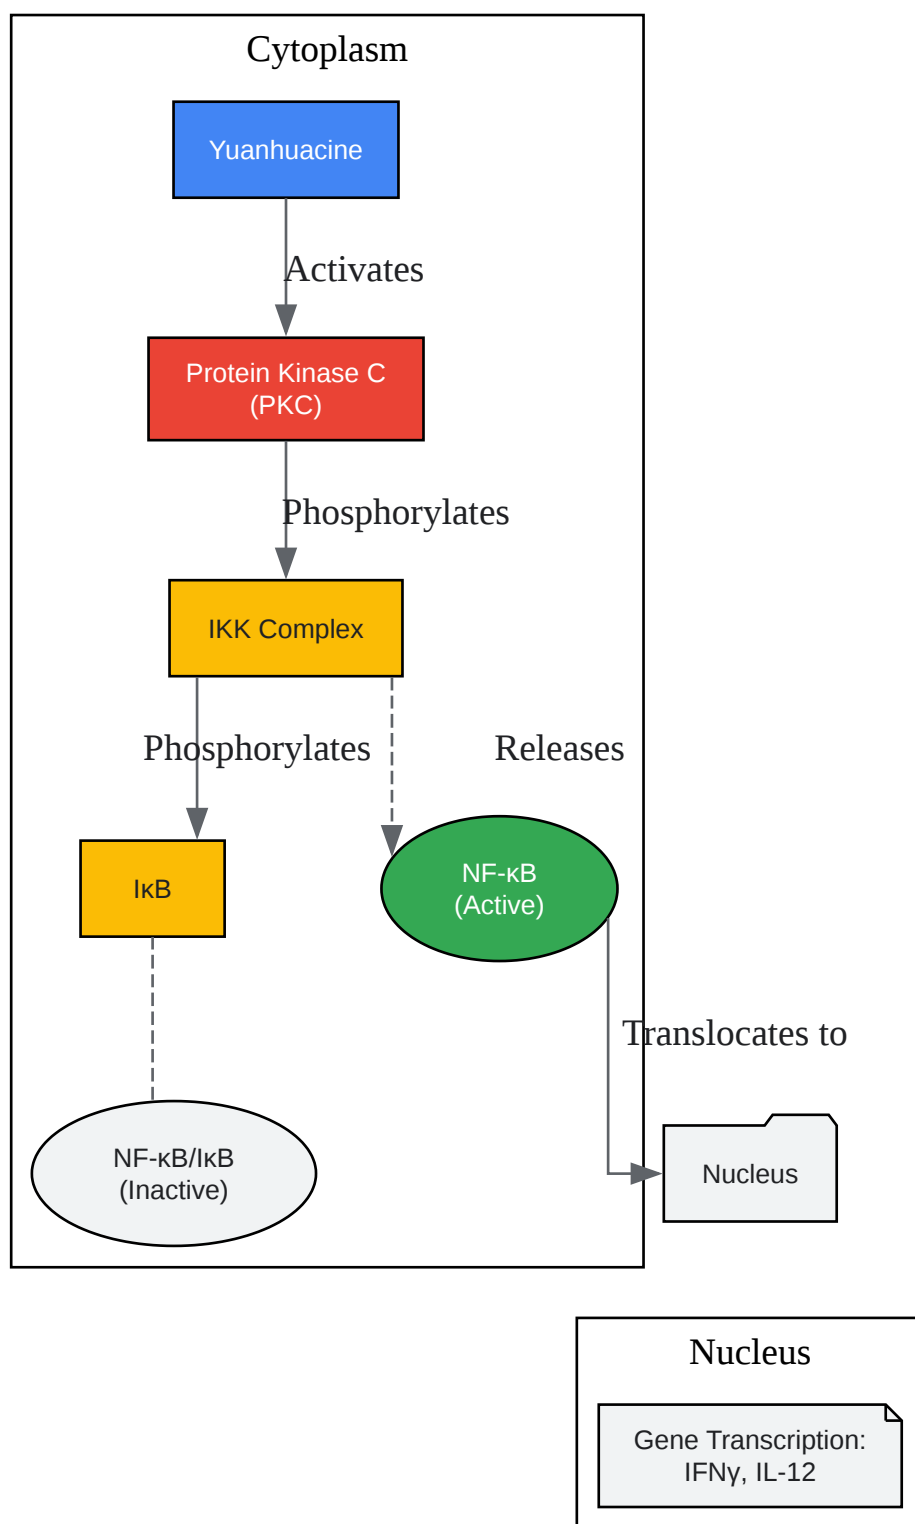 Cytoplasm
Yuanhuacine
Activates
Protein Kinase C
(PKC)
Phosphorylates
IKK Complex
Phosphorylates
Releases
IκB
NF-κB
(Active)
Translocates to
NF-κB/IκB
(Inactive)
Nucleus
Nucleus
Gene Transcription:
IFNγ, IL-12